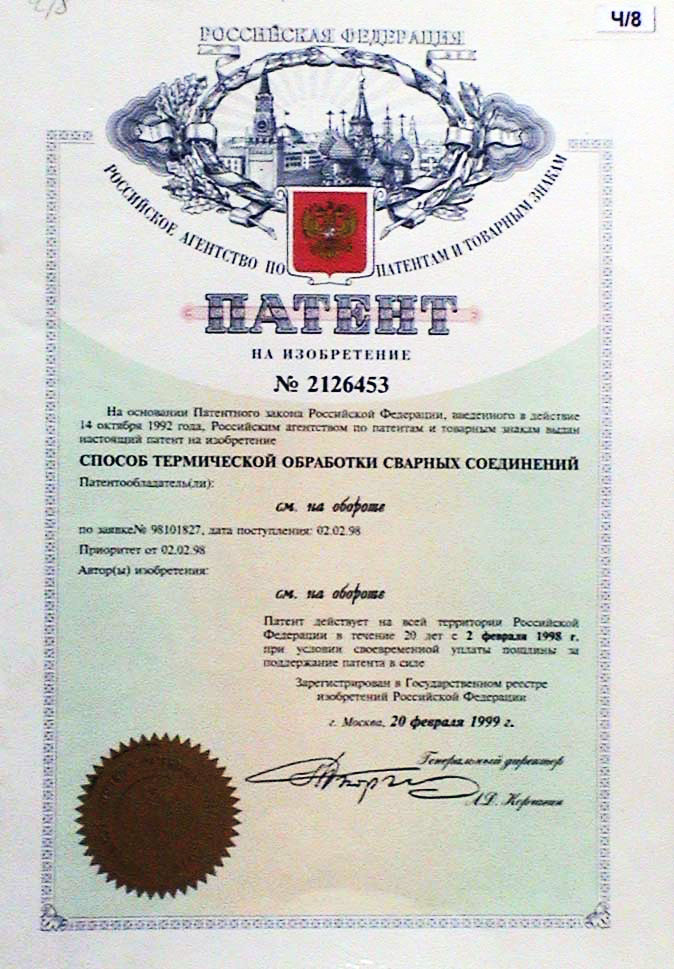 Ч/8
Ч/8
РОССИЙСКАЯ ФЕДЕРАЦИЯ
РОССИЙСКОЕ АГЕНТСТВО ПО ПАТЕНТАМ И ТОВАРНЫМ ЗНАКАМ
ПАТЕНТ
НА ИЗОБРЕТЕНИЕ
№ 2126453
На основании Патентного закона Российской Федерации, введенного в действие
14 октября 1992 года, Российским агентством по патентам и товарным знакам выдан
настоящий патент на изобретение
СПОСОБ ТЕРМИЧЕСКОЙ ОБРАБОТКИ СВАРНЫХ СОЕДИНЕНИЙ
Патентообладатель(ли):
см. на обороте
по заявке№ 98101827, дата поступления: 02.02.98
Приоритет от 02.02.98
Автор(ы) изобретения:
см. на обороте
Патент действует на всей территории Российской
Федерации в течение 20 лет с 2 февраля 1998 г.
при условии своевременной уплаты пошлины за
поддержание патента в силе
Зарегистрирован в Государственном реестре
изобретений Российской Федерации
г. Москва, 20 февраля 1999 г.
Генеральный директор
А.Д. Корчагин